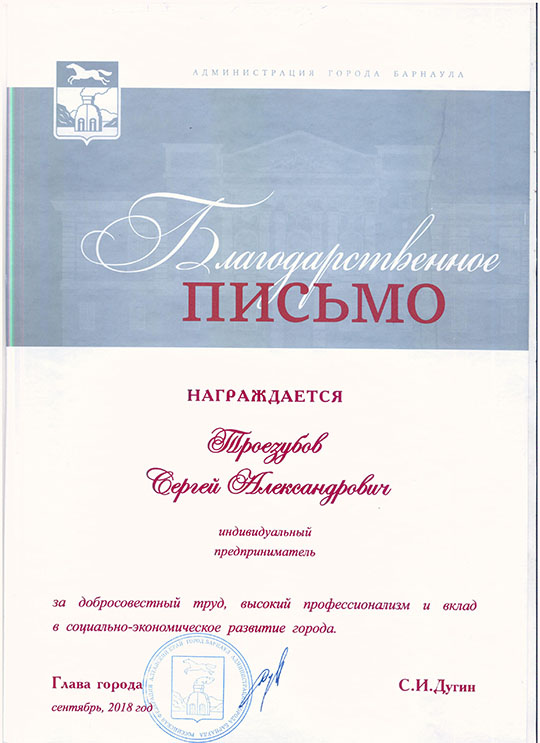 АДМИНИСТРАЦИЯ ГОРОДА БАРНАУЛА
Благодарственное
ПИСЬМО
НАГРАЖДАЕТСЯ
Троезубов
Сергей Александрович
индивидуальный
предприниматель
за добросовестный труд, высокий профессионализм и вклад
в социально-экономическое развитие города.
Глава города
С.И.Дугин
сентябрь, 2018 год